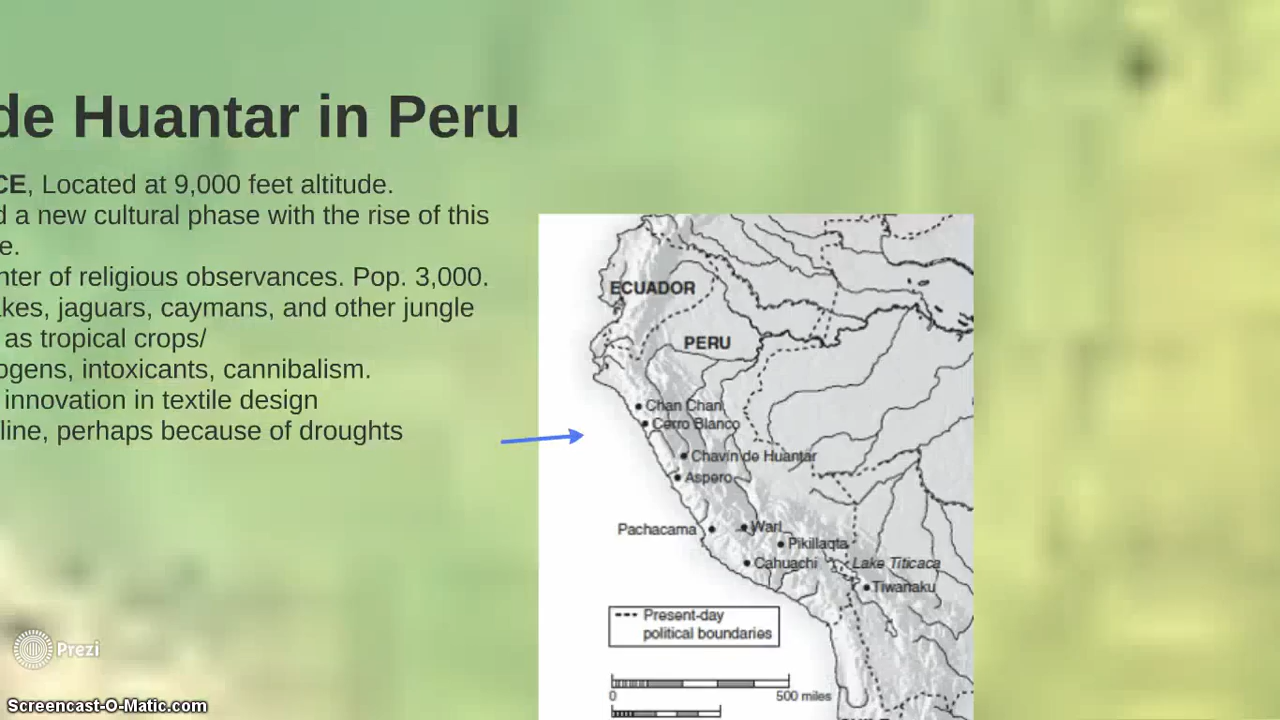 de Huantar in Peru
CE, Located at 9,000 feet altitude.
d a new cultural phase with the rise of this
e.
nter of religious observances. Pop. 3,000.
akes, jaguars, caymans, and other jungle
as tropical crops/
ogens, intoxicants, cannibalism.
innovation in textile design
line, perhaps because of droughts
ECUADOR
PERU
Chan Chan
Cerro Blanco
Chavín de Huantar
Aspero
Pachacama
Wari
Pikillaqta
Cahuachi
Lake Titicaca
Tiwanaku
Present-day
political boundaries
0 500 miles
Prezi
Screencast-O-Matic.com